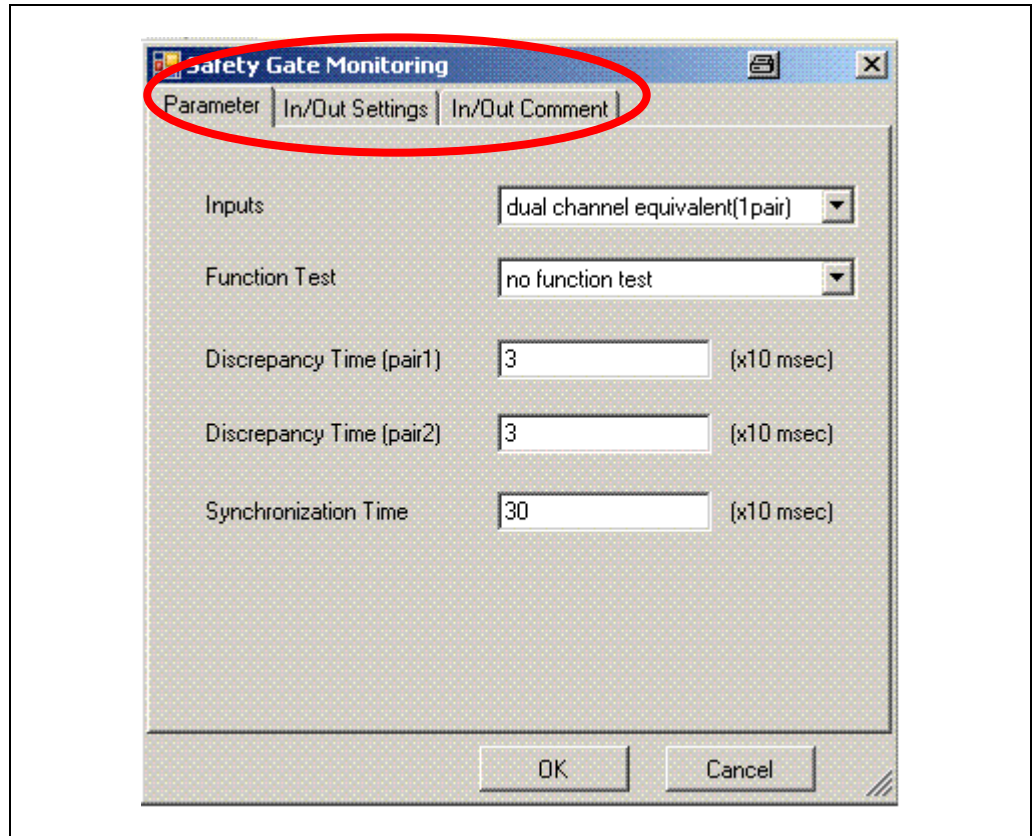 Safety Gate Monitoring
Parameter In/Out Settings In/Out Comment
Inputs dual channel equivalent(1pair)
Function Test no function test
Discrepancy Time (pair1) 3 (x10 msec)
Discrepancy Time (pair2) 3 (x10 msec)
Synchronization Time 30 (x10 msec)
OK Cancel